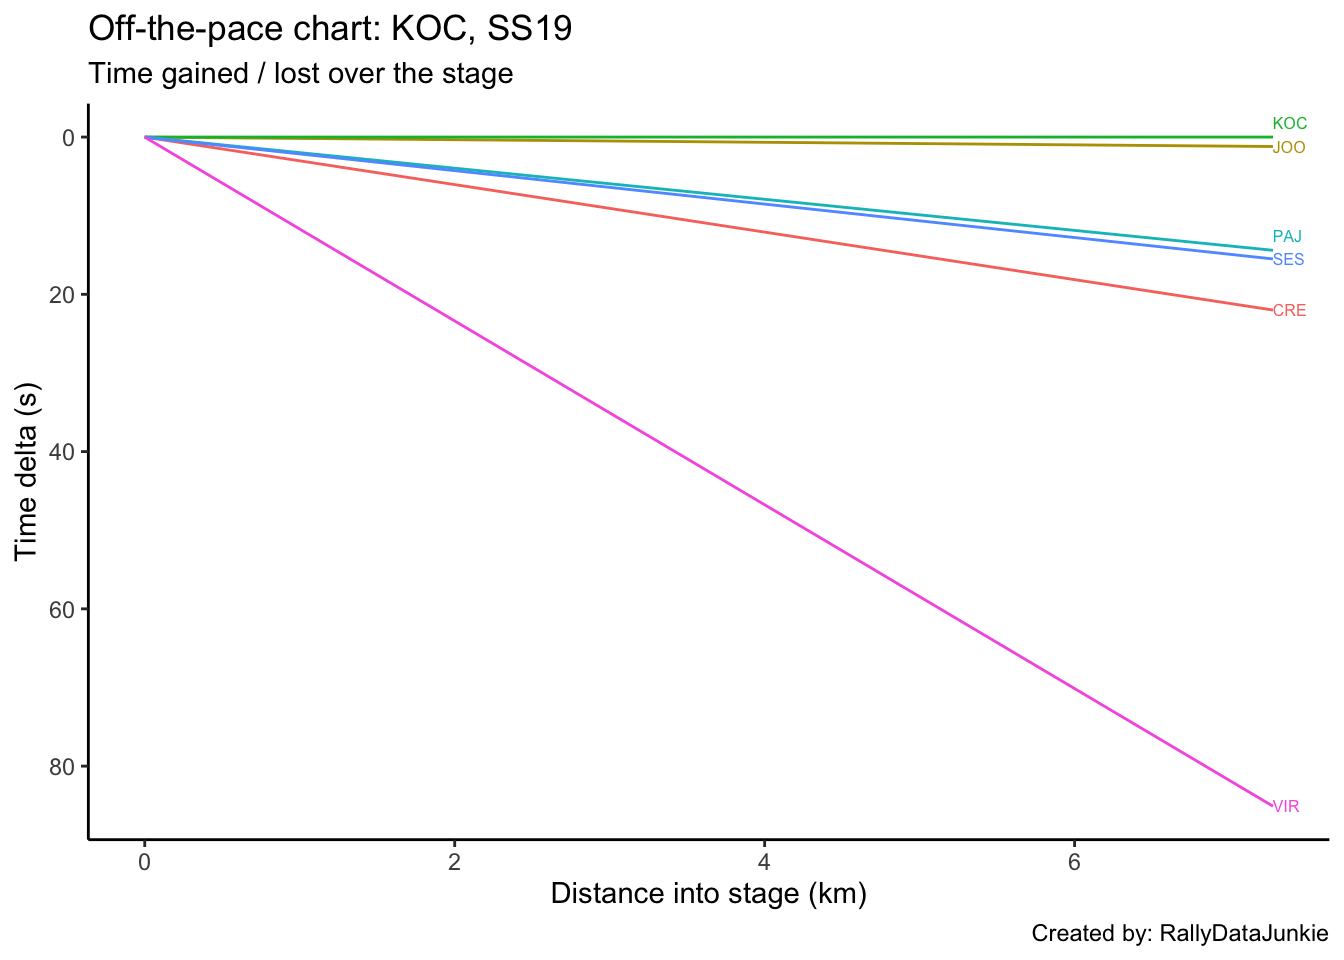 Off-the-pace chart: KOC, SS19
Time gained / lost over the stage
KOC
0
JOO
PAJ
SES
20
CRE
40
Time delta (s)
60
80
VIR
0 2 4 6
Distance into stage (km)
Created by: RallyDataJunkie